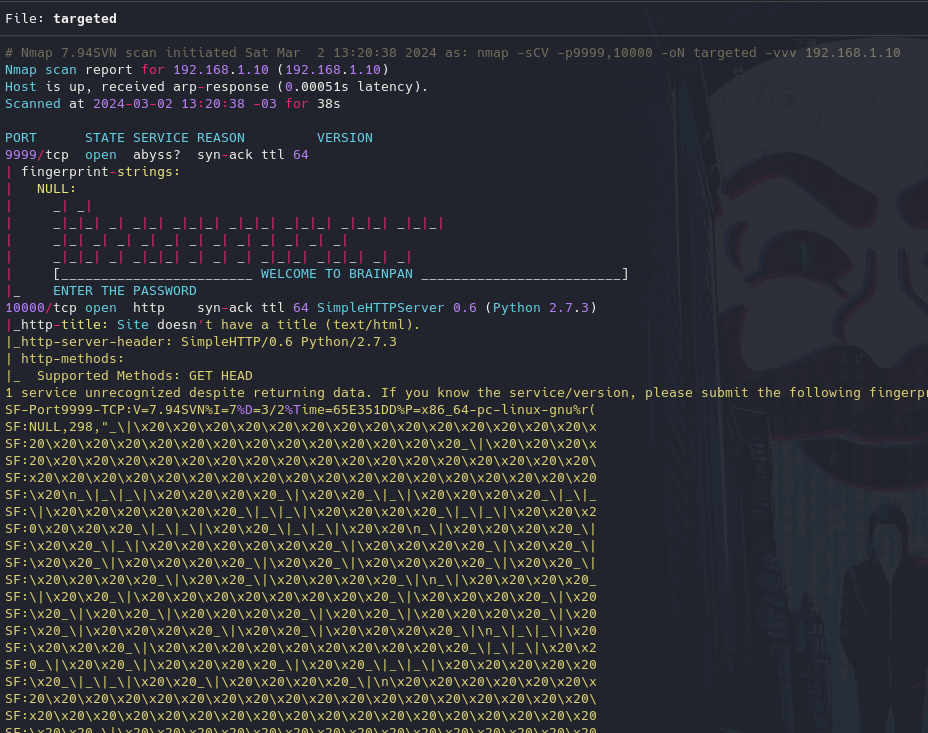 File: targeted
# Nmap 7.94SVN scan initiated Sat Mar  2 13:20:38 2024 as: nmap -sCV -p9999,10000 -oN targeted -vvv 192.168.1.10
Nmap scan report for 192.168.1.10 (192.168.1.10)
Host is up, received arp-response (0.00051s latency).
Scanned at 2024-03-02 13:20:38 -03 for 38s
PORT      STATE SERVICE REASON         VERSION
9999/tcp  open  abyss?  syn-ack ttl 64
| fingerprint-strings:
|   NULL:
|     _| _|
|     _|_|_| _| _|_| _|_|_| _|_|_| _|_|_| _|_|_| _|_|_|
|     _|_| _| _| _| _| _| _| _| _| _| _| _|
|     _|_|_| _| _|_|_| _| _| _| _|_|_| _|_|_| _| _|
|     [________________________ WELCOME TO BRAINPAN _________________________]
|_    ENTER THE PASSWORD
10000/tcp open  http    syn-ack ttl 64 SimpleHTTPServer 0.6 (Python 2.7.3)
|_http-title: Site doesn't have a title (text/html).
|_http-server-header: SimpleHTTP/0.6 Python/2.7.3
| http-methods:
|_  Supported Methods: GET HEAD
1 service unrecognized despite returning data. If you know the service/version, please submit the following fingerpr
SF-Port9999-TCP:V=7.94SVN%I=7%D=3/2%Time=65E351DD%P=x86_64-pc-linux-gnu%r(
SF:NULL,298,"_\|\x20\x20\x20\x20\x20\x20\x20\x20\x20\x20\x20\x20\x20\x20\x
SF:20\x20\x20\x20\x20\x20\x20\x20\x20\x20\x20\x20\x20\x20_\|\x20\x20\x20\x
SF:20\x20\x20\x20\x20\x20\x20\x20\x20\x20\x20\x20\x20\x20\x20\x20\x20\x20\
SF:x20\x20\x20\x20\x20\x20\x20\x20\x20\x20\x20\x20\x20\x20\x20\x20\x20\x20
SF:\x20\n_\|_\|_\|\x20\x20\x20\x20_\|\x20\x20_\|_\|\x20\x20\x20\x20_\|_\|_
SF:\|\x20\x20\x20\x20\x20\x20_\|_\|_\|\x20\x20\x20\x20_\|_\|_\|\x20\x20\x2
SF:0\x20\x20\x20_\|_\|_\|\x20\x20_\|_\|_\|\x20\x20\n_\|\x20\x20\x20\x20_\|
SF:\x20\x20_\|_\|\x20\x20\x20\x20\x20\x20_\|\x20\x20\x20\x20_\|\x20\x20_\|
SF:\x20\x20_\|\x20\x20\x20\x20_\|\x20\x20_\|\x20\x20\x20\x20_\|\x20\x20_\|
SF:\x20\x20\x20\x20_\|\x20\x20_\|\x20\x20\x20\x20_\|\n_\|\x20\x20\x20\x20_
SF:\|\x20\x20_\|\x20\x20\x20\x20\x20\x20\x20\x20_\|\x20\x20\x20\x20_\|\x20
SF:\x20_\|\x20\x20_\|\x20\x20\x20\x20_\|\x20\x20_\|\x20\x20\x20\x20_\|\x20
SF:\x20_\|\x20\x20\x20\x20_\|\x20\x20_\|\x20\x20\x20\x20_\|\n_\|_\|_\|\x20
SF:\x20\x20\x20_\|\x20\x20\x20\x20\x20\x20\x20\x20_\|_\|_\|\x20\x2
SF:0_\|\x20\x20\x20\x20_\|\x20\x20_\|_\|_\|\x20\x20\x20\x20\x20
SF:\x20_\|_\|_\|\x20\x20_\|\x20\x20\x20\x20_\|\n\x20\x20\x20\x20\x20\x
SF:20\x20\x20\x20\x20\x20\x20\x20\x20\x20\x20\x20\x20\x20\x20\x20\x20\x20\
SF:x20\x20\x20\x20\x20\x20\x20\x20\x20\x20\x20\x20\x20\x20\x20\x20\x20\x20